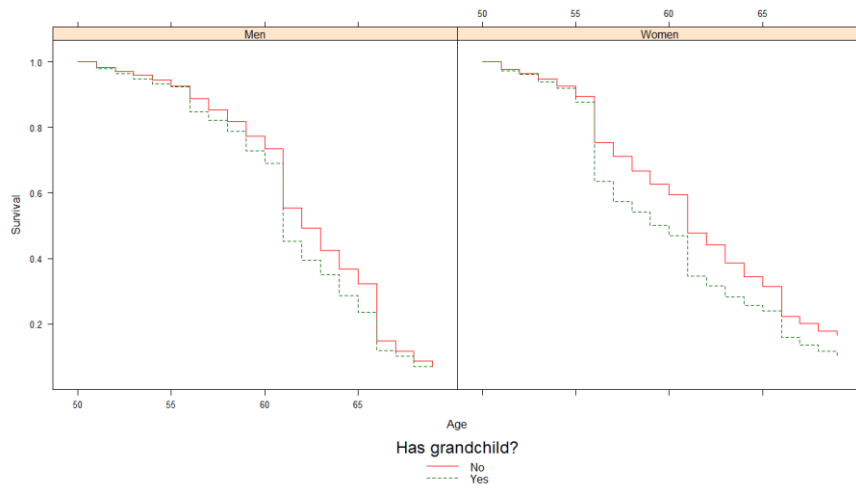 50 55 60 65
Men Women
1.0
0.8
0.6
0.4
0.2
Survival
50 55 60 65
Age
Has grandchild?
No
Yes